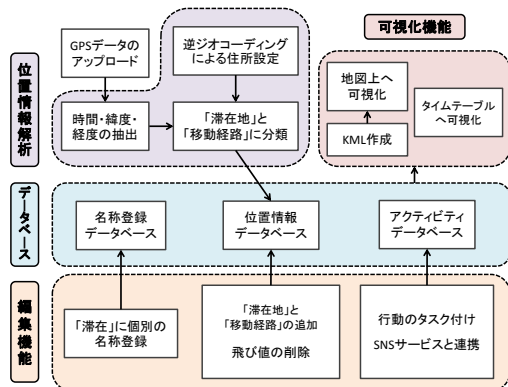 位置情報解析
GPSデータの
アップロード
逆ジオコーディング
による住所設定
時間・緯度・
経度の抽出
「滞在地」と
「移動経路」に分類
可視化機能
地図上へ
可視化
KML作成
タイムテーブル
へ可視化
データベース
名称登録
データベース
位置情報
データベース
アクティビティ
データベース
編集機能
「滞在」に個別の
名称登録
「滞在地」と
「移動経路」の追加
飛び値の削除
行動のタスク付け
SNSサービスと連携